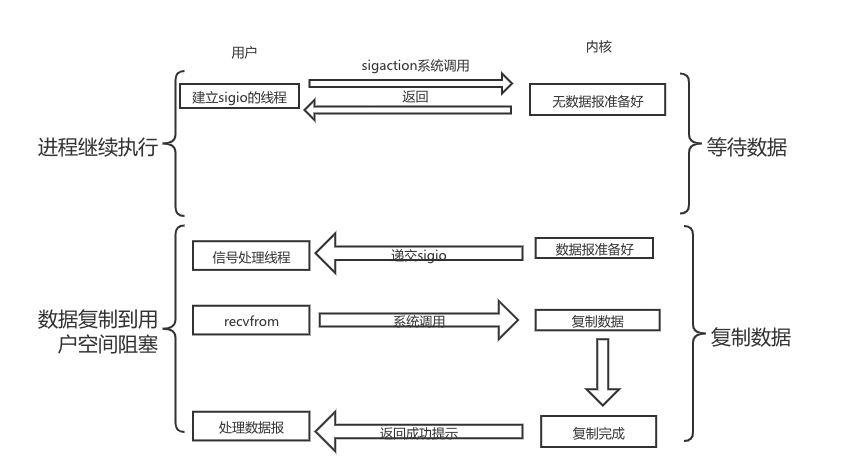 用户
内核
sigaction系统调用
建立sigio的线程
返回
无数据报准备好
进程继续执行
等待数据
信号处理线程
递交sigio
数据报准备好
数据复制到用
户空间阻塞
recvfrom
系统调用
复制数据
复制数据
处理数据报
返回成功提示
复制完成